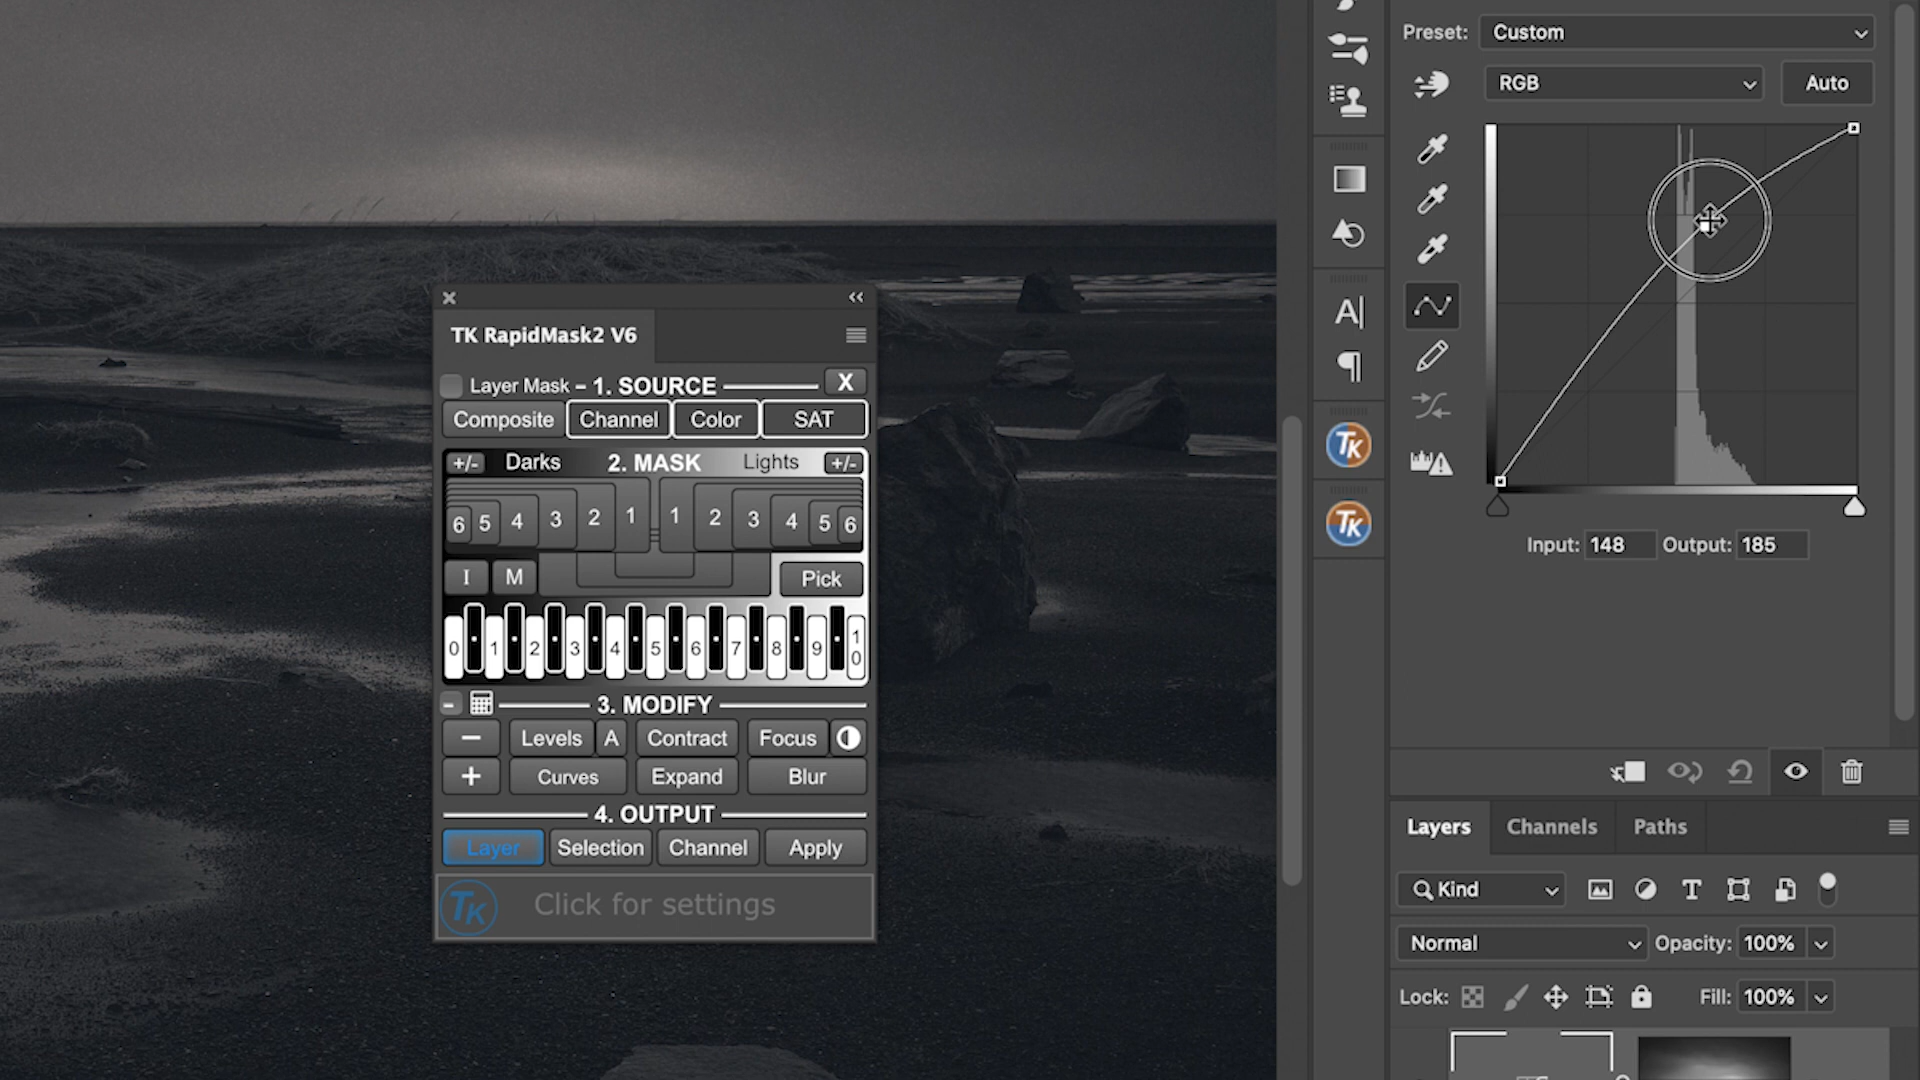 Preset: Custom
RGB Auto
TK RapidMask2 V6
Layer Mask - 1. SOURCE X
Composite Channel Color SAT
+/- Darks 2. MASK Lights +/-
6 5 4 3 2 1 1 2 3 4 5 6
I M Pick
0 1 2 3 4 5 6 7 8 9 10
- 3. MODIFY
− Levels A Contract Focus
+ Curves Expand Blur
4. OUTPUT
Layer Selection Channel Apply
TK Click for settings
A|
¶
TK
TK
Input: 148 Output: 185
Layers Channels Paths
Kind T
Normal Opacity: 100%
Lock: Fill: 100%